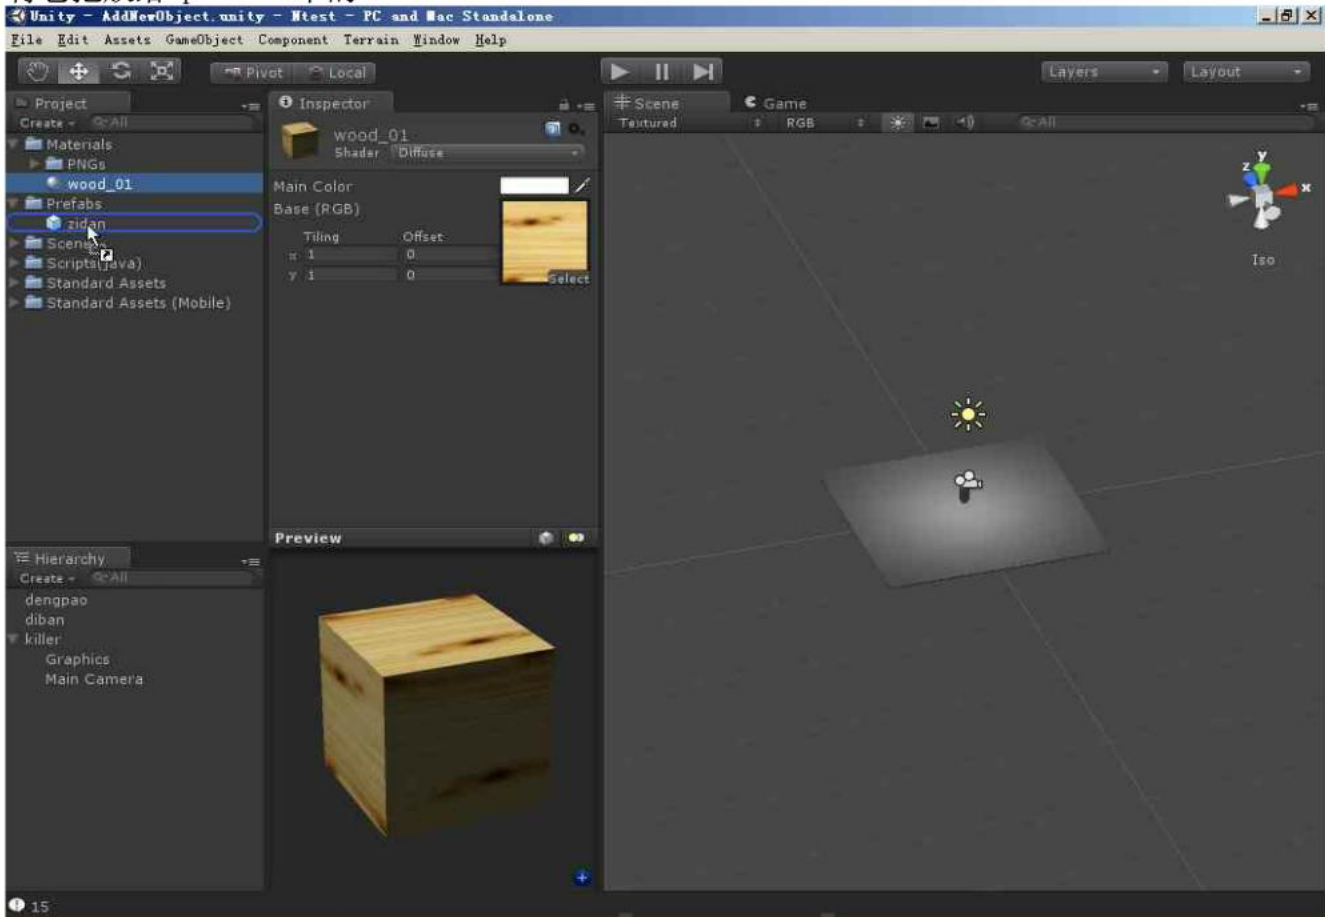 Unity - AddNewObject.unity - Ntest - PC and Mac Standalone
File Edit Assets GameObject Component Terrain Window Help
Pivot Local Layers Layout
Project
Create All
Materials
PNGs
wood_01
Prefabs
zidan
Scripts(java)
Standard Assets
Standard Assets (Mobile)
Inspector
wood_01
Shader Diffuse
Main Color
Base (RGB)
Tiling Offset
x 1 0
y 1 0
Select
Preview
Scene Game
Textured RGB All
y
z
x
Iso
Hierarchy
Create All
dengpao
diban
killer
Graphics
Main Camera
15